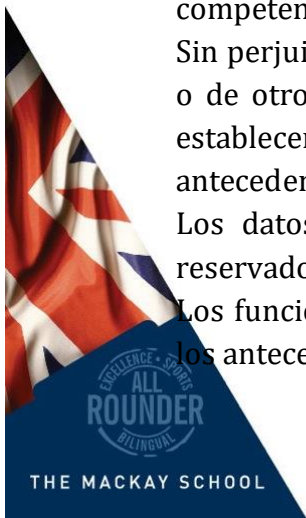 competen
Sin perjui
o de otro
establecer
anteceden
Los datos
reservado
Los funcio
los antece
EXCELLENCE • SPORTS
ALL
ROUNDER
BILINGUAL
THE MACKAY SCHOOL